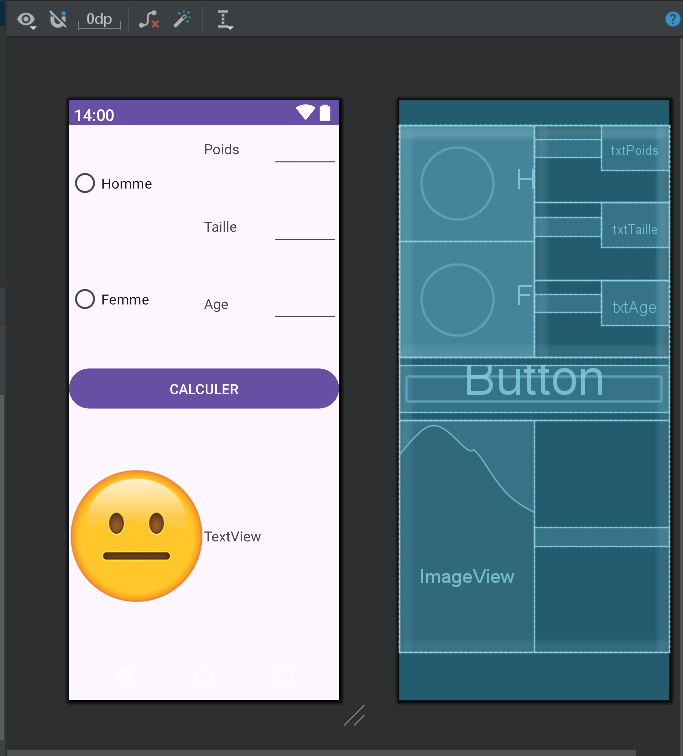 0dp
?
14:00
Poids
Homme
Taille
Femme
Age
CALCULER
TextView
txtPoids
H
txtTaille
F
txtAge
Button
ImageView